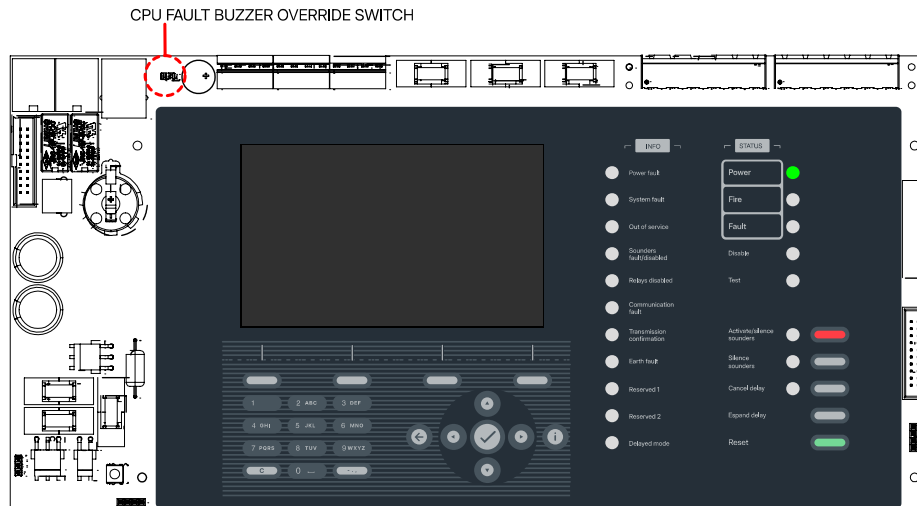 CPU FAULT BUZZER OVERRIDE SWITCH
INFO
STATUS
Power fault
Power
System fault
Fire
Out of service
Fault
Sounders
fault/disabled
Disable
Relays disabled
Test
Communication
fault
Transmission
confirmation
Activate/silence
sounders
Earth fault
Silence
sounders
Reserved 1
Cancel delay
Reserved 2
Expand delay
Delayed mode
Reset
1
2 ABC
3 DEF
4 GHI
5 JKL
6 MNO
7 PQRS
8 TUV
9 WXYZ
C
0 _
i